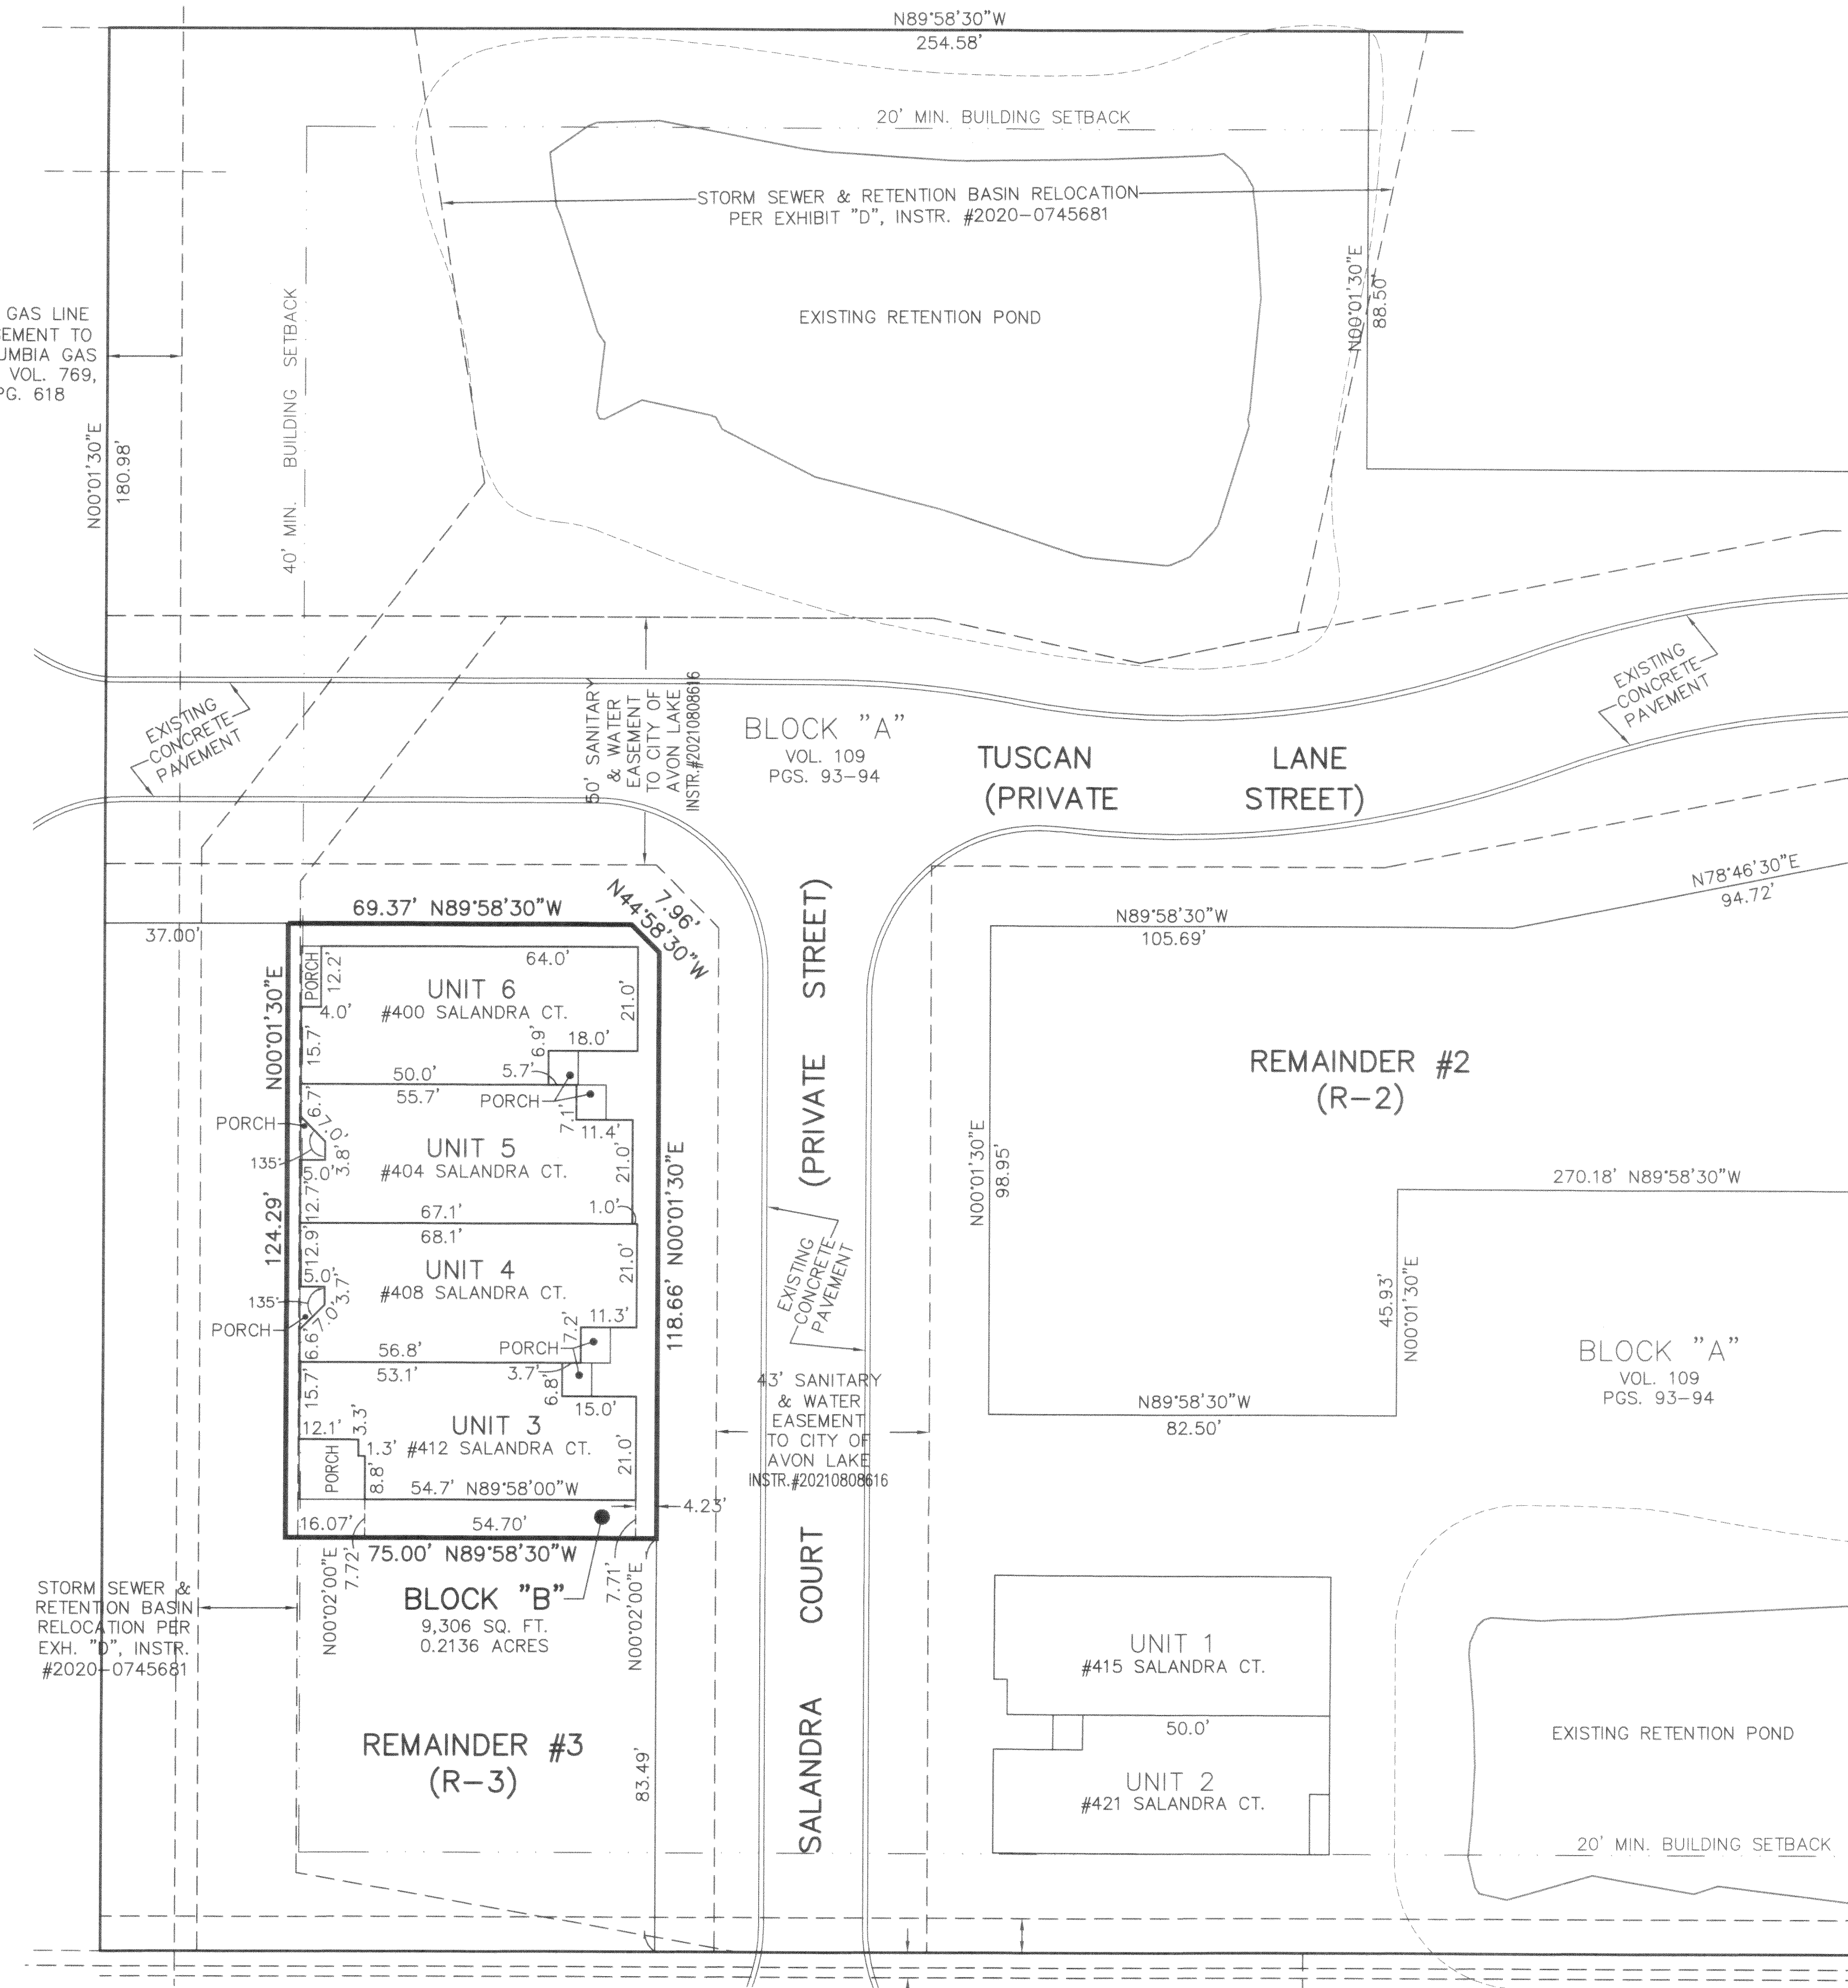 N89°58'30"W
254.58'
20' MIN. BUILDING SETBACK
STORM SEWER & RETENTION BASIN RELOCATION
PER EXHIBIT "D", INSTR. #2020-0745681
EXISTING RETENTION POND
N00°01'30"E
88.50'
40' MIN. BUILDING SETBACK
GAS LINE
EMENT TO
UMBIA GAS
VOL. 769,
PG. 618
N00°01'30"E
180.98'
EXISTING
CONCRETE
PAVEMENT
50' SANITARY
& WATER
EASEMENT
TO CITY OF
AVON LAKE
INSTR.#20210808616
BLOCK "A"
VOL. 109
PGS. 93-94
TUSCAN LANE
(PRIVATE STREET)
EXISTING
CONCRETE
PAVEMENT
N78°46'30"E
94.72'
37.00'
69.37' N89°58'30"W
7.96'
N44°58'30"W
N00°01'30"E
124.29'
PORCH
12.2'
4.0'
64.0'
UNIT 6
#400 SALANDRA CT.
21.0'
15.7'
6.9'
18.0'
50.0'
5.7'
55.7'
PORCH
6.7'
7.1'
11.4'
PORCH
7.0'
135°
3.8'
5.0'
UNIT 5
#404 SALANDRA CT.
21.0'
12.7'
67.1'
1.0'
68.1'
12.9'
5.0'
UNIT 4
#408 SALANDRA CT.
21.0'
135°
3.7'
7.0'
PORCH
6.6'
7.2'
11.3'
56.8'
PORCH
53.1'
3.7'
15.7'
6.8'
15.0'
12.1'
3.3'
UNIT 3
1.3'
#412 SALANDRA CT.
21.0'
PORCH
8.8'
54.7' N89°58'00"W
4.23'
16.07'
54.70'
118.66' N00°01'30"E
75.00' N89°58'30"W
N00°02'00"E
7.72'
7.71'
N00°02'00"E
BLOCK "B"
9,306 SQ. FT.
0.2136 ACRES
STORM SEWER &
RETENTION BASIN
RELOCATION PER
EXH. "D", INSTR.
#2020-0745681
REMAINDER #3
(R-3)
83.49'
SALANDRA COURT (PRIVATE STREET)
EXISTING
CONCRETE
PAVEMENT
43' SANITARY
& WATER
EASEMENT
TO CITY OF
AVON LAKE
INSTR.#20210808616
N89°58'30"W
105.69'
REMAINDER #2
(R-2)
N00°01'30"E
98.95'
270.18' N89°58'30"W
45.93'
N00°01'30"E
N89°58'30"W
82.50'
BLOCK "A"
VOL. 109
PGS. 93-94
UNIT 1
#415 SALANDRA CT.
50.0'
UNIT 2
#421 SALANDRA CT.
EXISTING RETENTION POND
20' MIN. BUILDING SETBACK